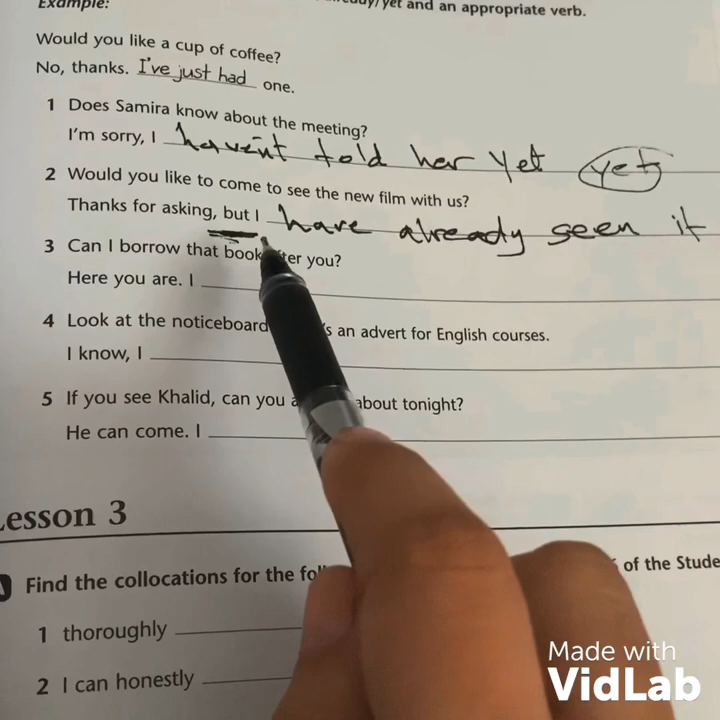 Example:
already/yet and an appropriate verb.
Would you like a cup of coffee?
No, thanks. I've just had one.
1 Does Samira know about the meeting?
I'm sorry, I haven't told her yet yet
2 Would you like to come to see the new film with us?
Thanks for asking, but I have already seen it
3 Can I borrow that book after you?
Here you are. I
4 Look at the noticeboard 's an advert for English courses.
I know, I
5 If you see Khalid, can you about tonight?
He can come. I
Lesson 3
A Find the collocations for the of the Stude
1 thoroughly
2 I can honestly
Made with
VidLab